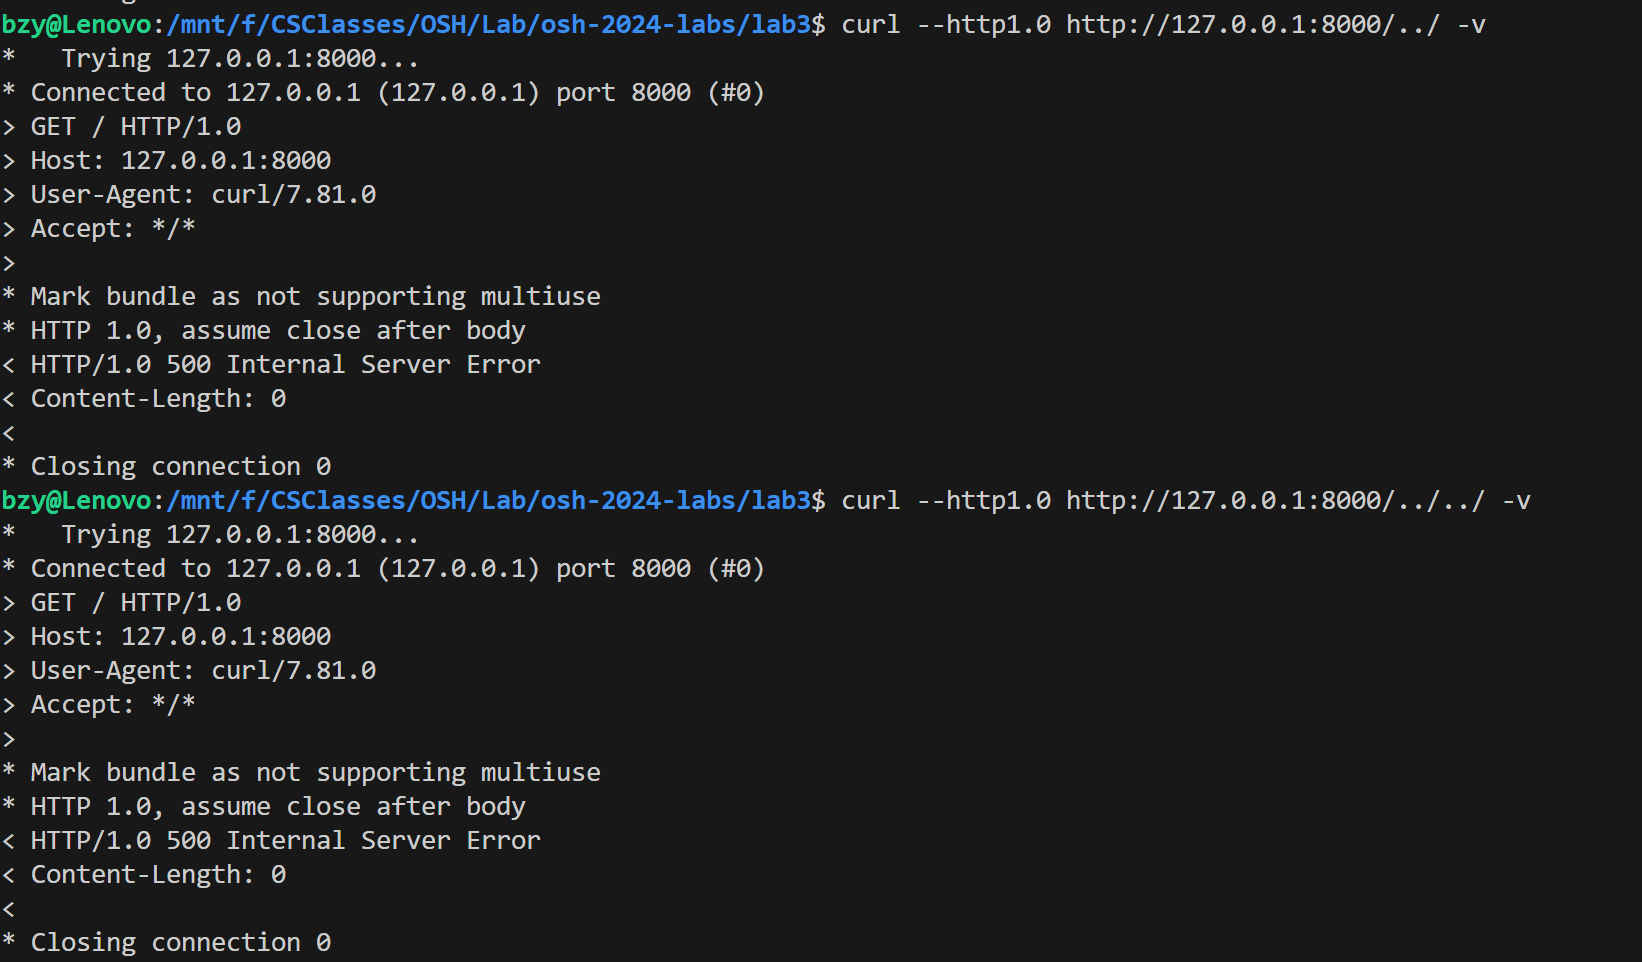 bzy@Lenovo:/mnt/f/CSClasses/OSH/Lab/osh-2024-labs/lab3$ curl --http1.0 http://127.0.0.1:8000/../ -v
*   Trying 127.0.0.1:8000...
* Connected to 127.0.0.1 (127.0.0.1) port 8000 (#0)
> GET / HTTP/1.0
> Host: 127.0.0.1:8000
> User-Agent: curl/7.81.0
> Accept: */*
>
* Mark bundle as not supporting multiuse
* HTTP 1.0, assume close after body
< HTTP/1.0 500 Internal Server Error
< Content-Length: 0
<
* Closing connection 0
bzy@Lenovo:/mnt/f/CSClasses/OSH/Lab/osh-2024-labs/lab3$ curl --http1.0 http://127.0.0.1:8000/../../ -v
*   Trying 127.0.0.1:8000...
* Connected to 127.0.0.1 (127.0.0.1) port 8000 (#0)
> GET / HTTP/1.0
> Host: 127.0.0.1:8000
> User-Agent: curl/7.81.0
> Accept: */*
>
* Mark bundle as not supporting multiuse
* HTTP 1.0, assume close after body
< HTTP/1.0 500 Internal Server Error
< Content-Length: 0
<
* Closing connection 0